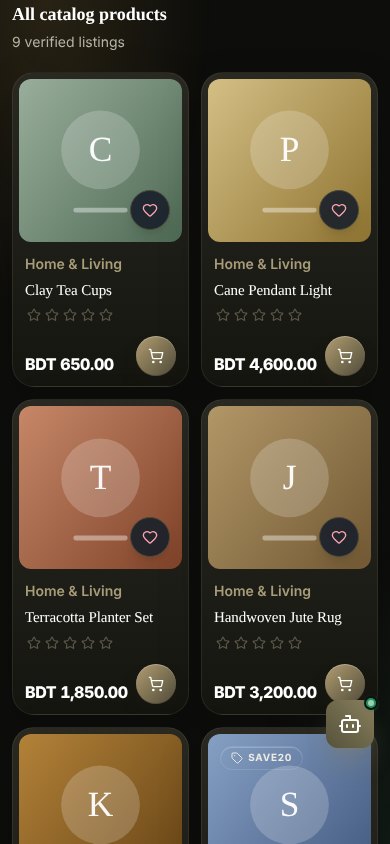 All catalog products
9 verified listings
C
P
Home & Living
Clay Tea Cups
BDT 650.00
Home & Living
Cane Pendant Light
BDT 4,600.00
T
J
Home & Living
Terracotta Planter Set
BDT 1,850.00
Home & Living
Handwoven Jute Rug
BDT 3,200.00
K
SAVE20
S